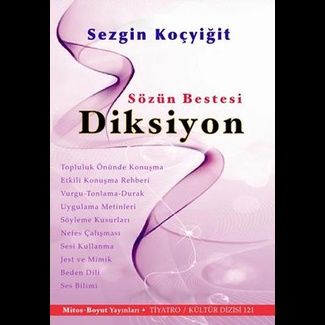 Sezgin Koçyiğit
Sözün Bestesi
Diksiyon
Topluluk Önünde Konuşma
Etkili Konuşma Rehberi
Vurgu-Tonlama-Durak
Uygulama Metinleri
Söyleme Kusurları
Nefes Çalışması
Sesi Kullanma
Jest ve Mimik
Beden Dili
Ses Bilimi
Mitos-Boyut Yayınları • TİYATRO / KÜLTÜR DİZİSİ 121